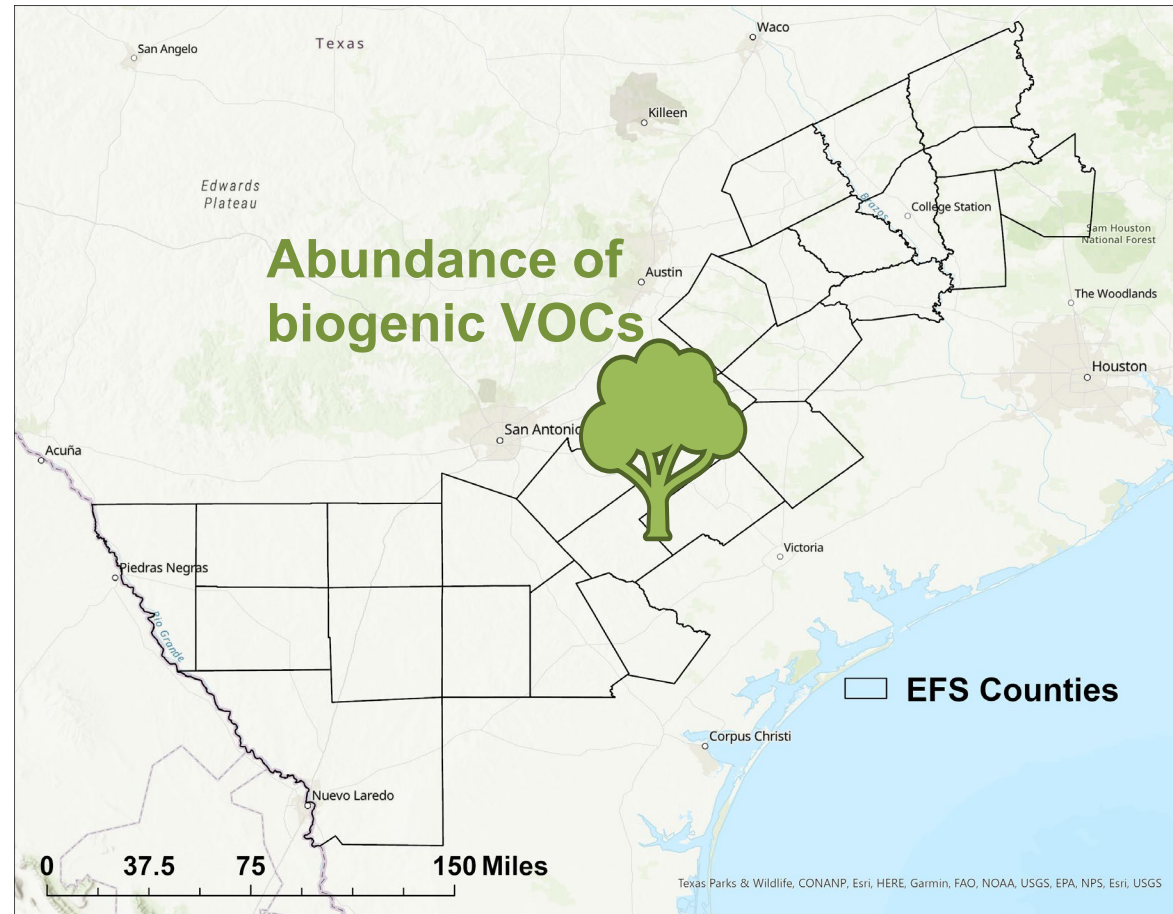 Waco
San Angelo
Texas
Killeen
Edwards
Plateau
Brazos
College Station
Sam Houston
National Forest
Abundance of
biogenic VOCs
Austin
The Woodlands
Houston
San Antonio
Acuña
Victoria
Piedras Negras
Rio Grande
EFS Counties
Corpus Christi
Nuevo Laredo
0 37.5 75 150 Miles
Texas Parks & Wildlife, CONANP, Esri, HERE, Garmin, FAO, NOAA, USGS, EPA, NPS, Esri, USGS